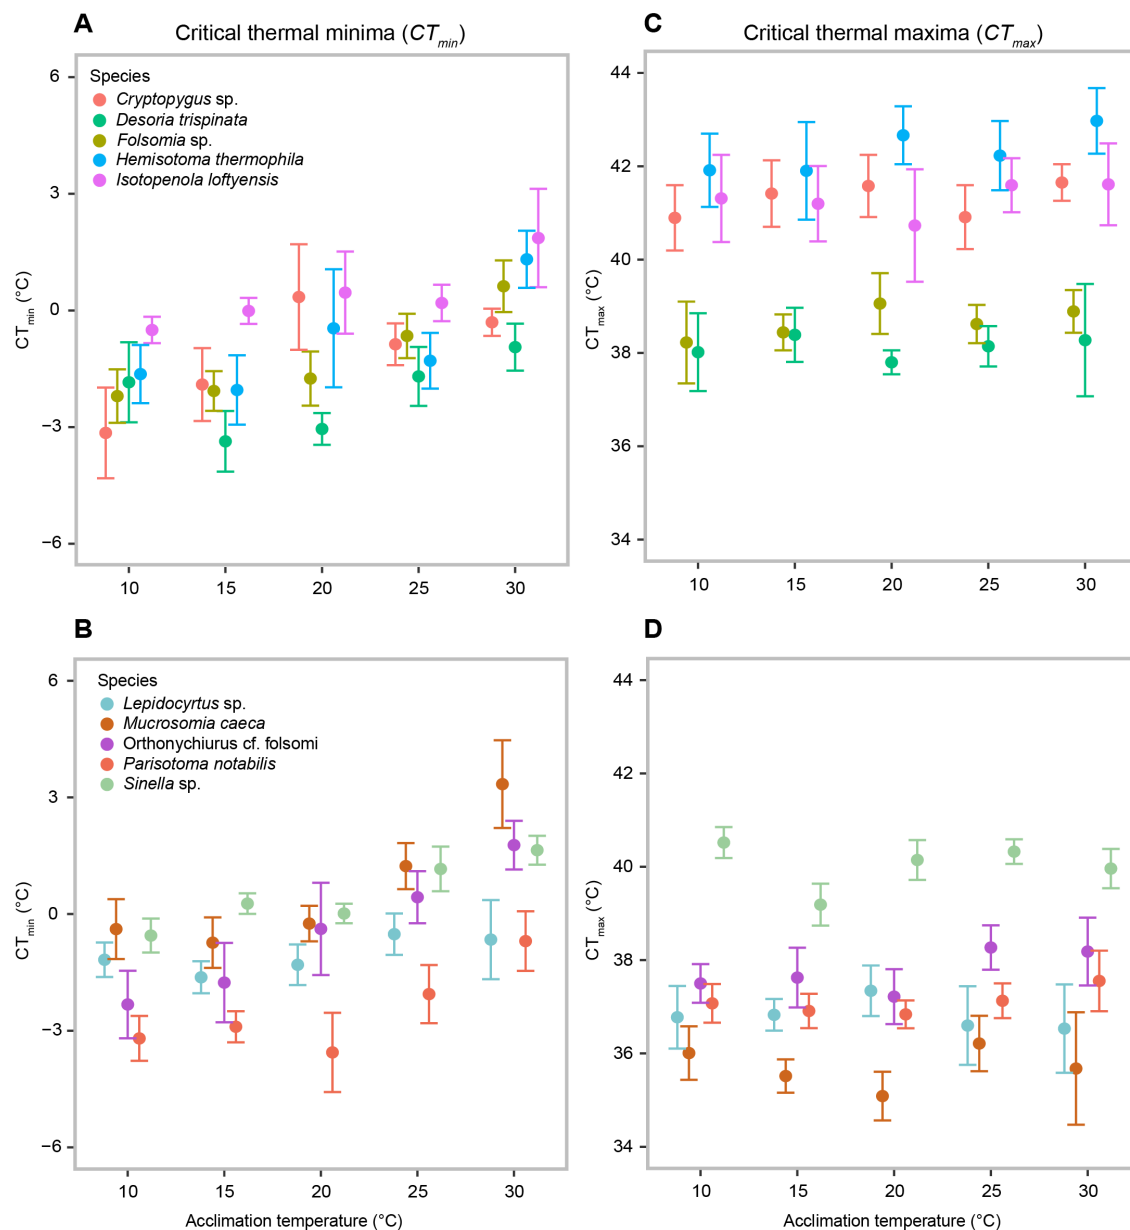 A
Critical thermal minima (CTmin)
6
3
0
−3
−6
CTmin (°C)
Species
Cryptopygus sp.
Desoria trispinata
Folsomia sp.
Hemisotoma thermophila
Isotopenola loftyensis
10 15 20 25 30
C
Critical thermal maxima (CTmax)
44
42
40
38
36
34
CTmax (°C)
10 15 20 25 30
B
6
3
0
−3
−6
CTmin (°C)
Species
Lepidocyrtus sp.
Mucrosomia caeca
Orthonychiurus cf. folsomi
Parisotoma notabilis
Sinella sp.
10 15 20 25 30
Acclimation temperature (°C)
D
44
42
40
38
36
34
CTmax (°C)
10 15 20 25 30
Acclimation temperature (°C)